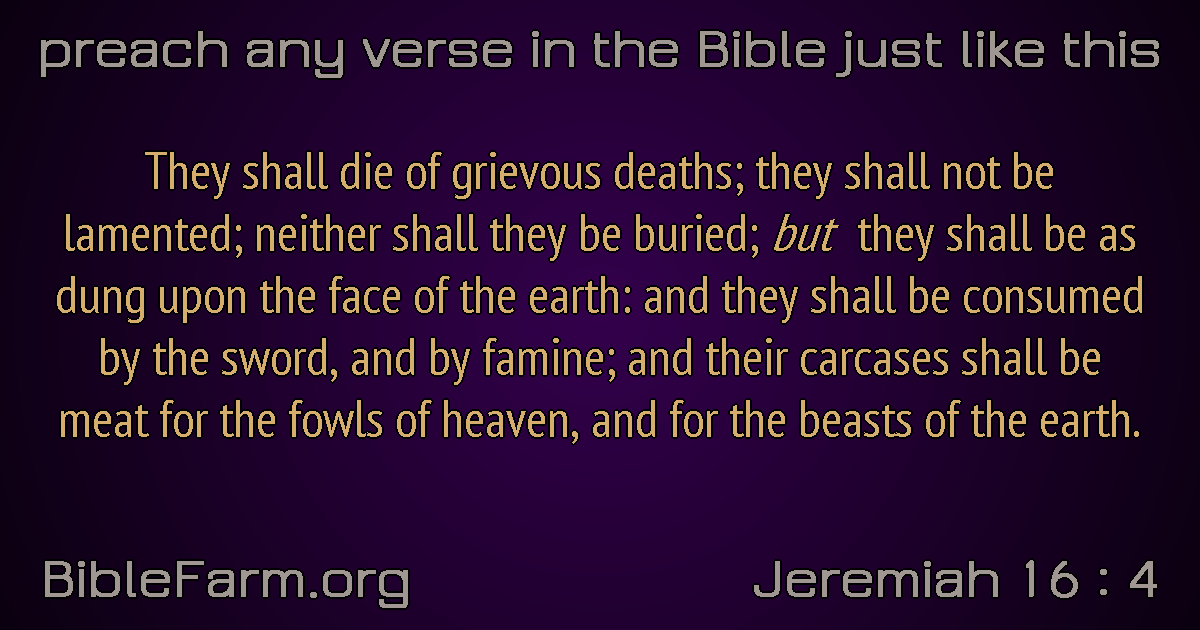 preach any verse in the Bible just like this
They shall die of grievous deaths; they shall not be
lamented; neither shall they be buried; but they shall be as
dung upon the face of the earth: and they shall be consumed
by the sword, and by famine; and their carcases shall be
meat for the fowls of heaven, and for the beasts of the earth.
BibleFarm.org
Jeremiah 16 : 4